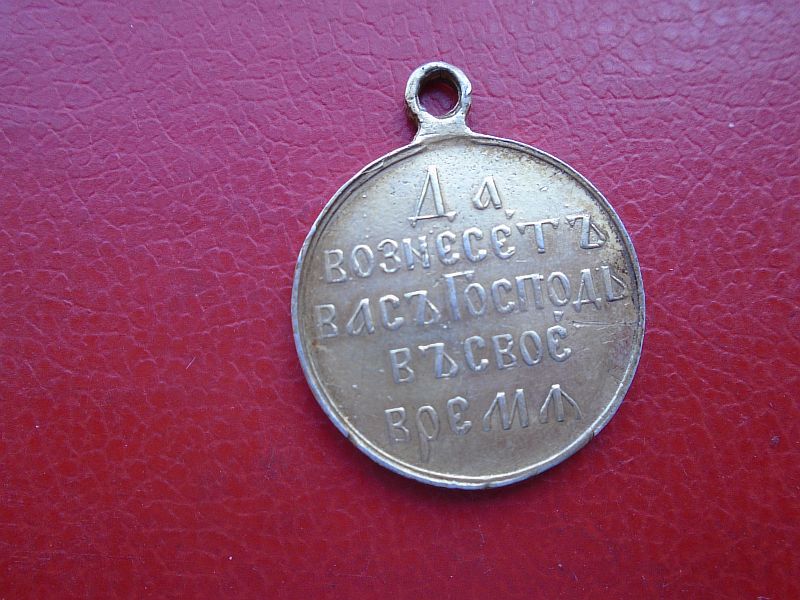 Да
вознесетъ
васъ Господь
въ свое
время